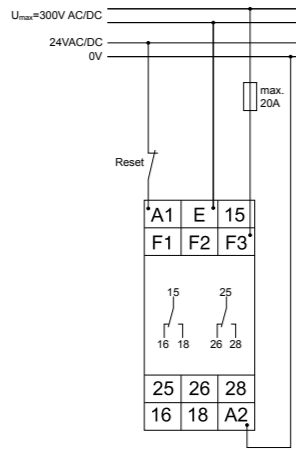 Umax=300V AC/DC
24VAC/DC
0V
max.
20A
Reset
A1 E 15
F1 F2 F3
15 25
16 18 26 28
25 26 28
16 18 A2